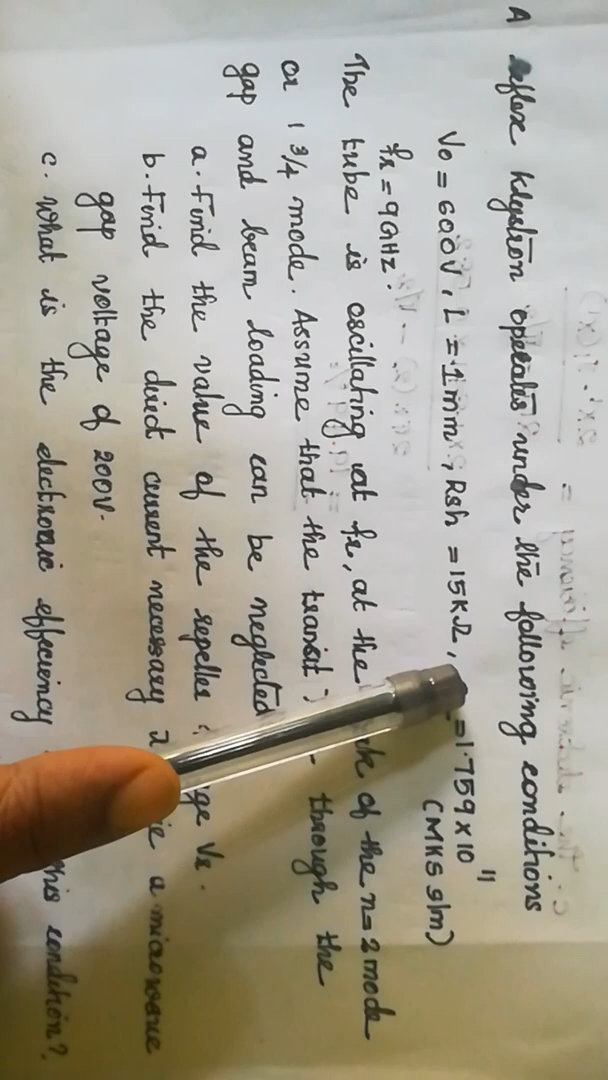 A reflex klystron operates under the following conditions
V0 = 600V, L = 1mm, Rsh = 15KΩ, = 1.759 x 10^11
(MKS s/m)
fr = 9GHz.
The tube is oscillating at fr, at the of the n=2 mode
or 1 3/4 mode. Assume that the transit through the
gap and beam loading can be neglected
a. Find the value of the repeller Vr.
b. Find the direct current necessary a microwave
gap voltage of 200V.
c. What is the electronic efficiency this condition?